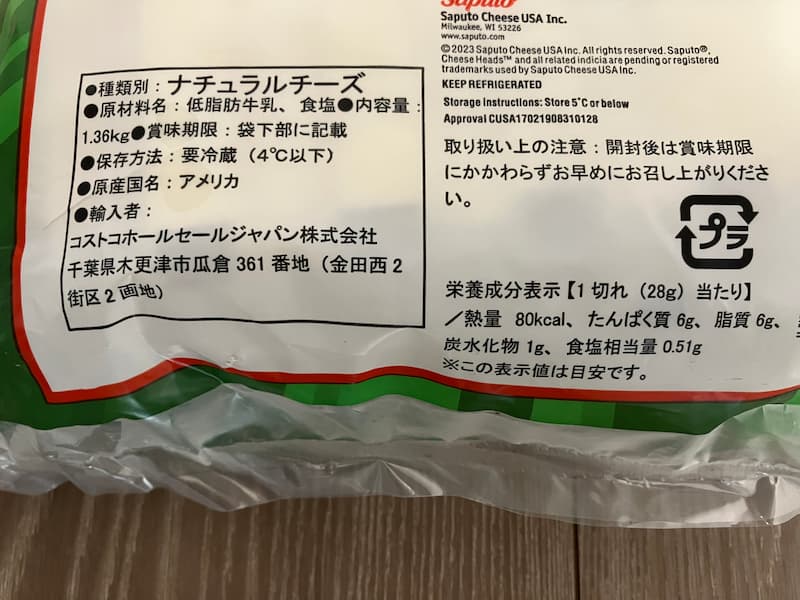 ●種類別：ナチュラルチーズ
●原材料名：低脂肪牛乳、食塩●内容量：
1.36kg●賞味期限：袋下部に記載
●保存方法：要冷蔵（4℃以下）
●原産国名：アメリカ
●輸入者：
コストコホールセールジャパン株式会社
千葉県木更津市瓜倉361番地（金田西2
街区2画地）
Saputo
Saputo Cheese USA Inc.
Milwaukee, WI 53226
www.saputo.com
©2023 Saputo Cheese USA Inc. All rights reserved. Saputo®,
Cheese Heads™ and all related indicia are pending or registered
trademarks used by Saputo Cheese USA Inc.
KEEP REFRIGERATED
Storage Instructions: Store 5°C or below
Approval CUSA17021908310128
取り扱い上の注意：開封後は賞味期限
にかかわらずお早めにお召し上がりくださ
い。
プラ
栄養成分表示【1切れ（28g）当たり】
／熱量 80kcal、たんぱく質 6g、脂質 6g、
炭水化物 1g、食塩相当量 0.51g
※この表示値は目安です。